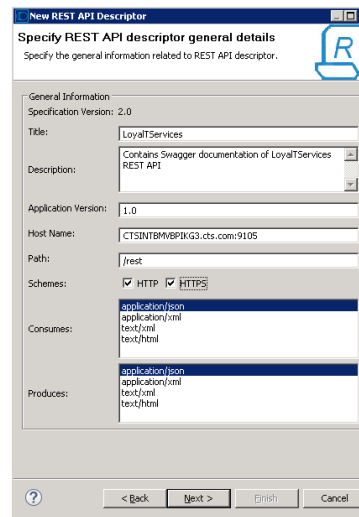 New REST API Descriptor
Specify REST API descriptor general details
Specify the general information related to REST API descriptor.
R
General Information
Specification Version: 2.0
Title: LoyalTServices
Description: Contains Swagger documentation of LoyalTServices
REST API
Application Version: 1.0
Host Name: CTSINTBMVBPIKG3.cts.com:9105
Path: /rest
Schemes: HTTP HTTPS
Consumes: application/json
application/xml
text/xml
text/html
Produces: application/json
application/xml
text/xml
text/html
? < Back Next > Finish Cancel